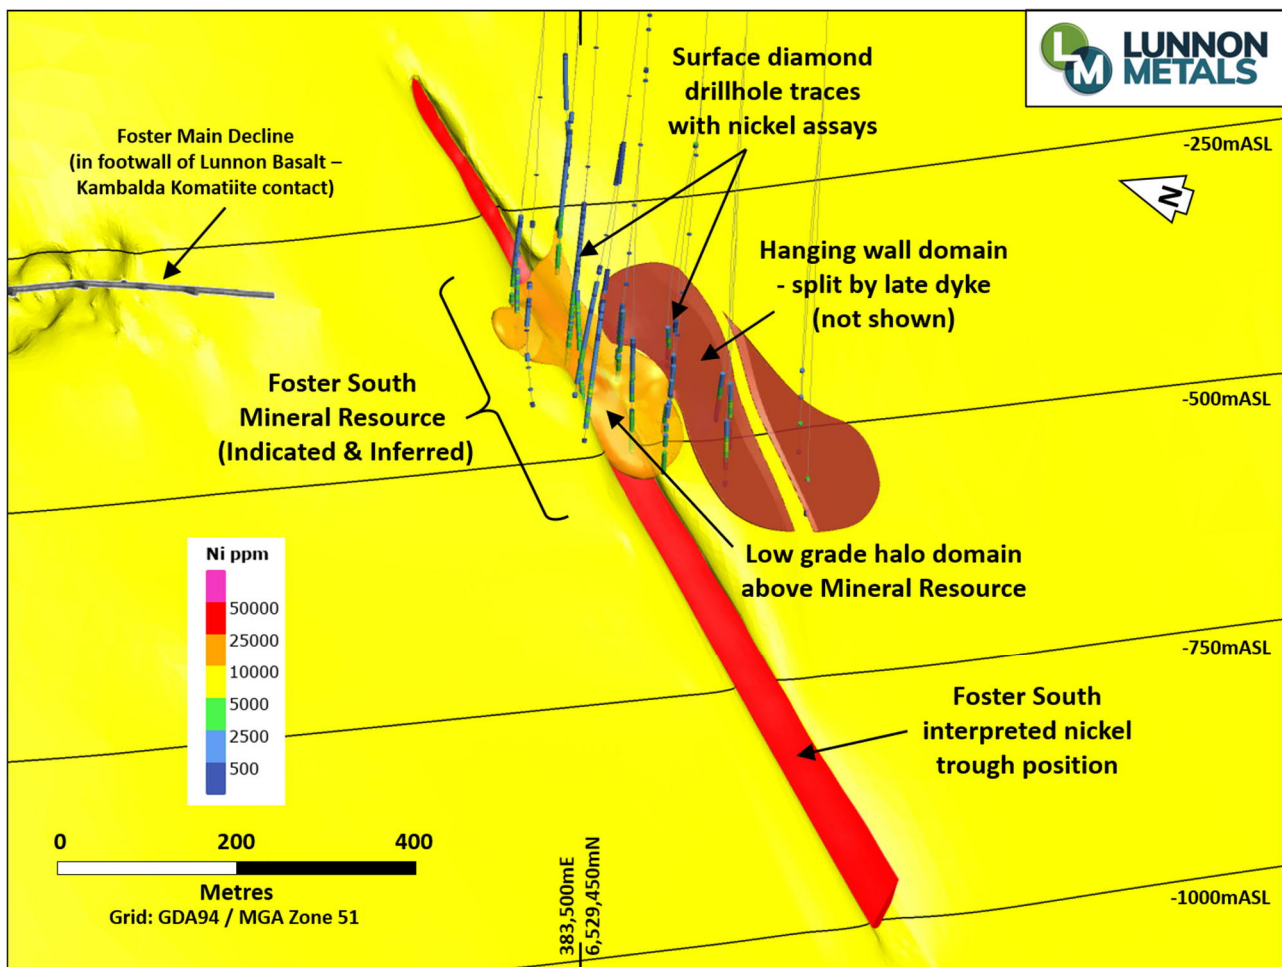 LUNNON
METALS
LM
Surface diamond
drillhole traces
with nickel assays
Foster Main Decline
(in footwall of Lunnon Basalt –
Kambalda Komatiite contact)
-250mASL
N
Hanging wall domain
- split by late dyke
(not shown)
Foster South
Mineral Resource
(Indicated & Inferred)
-500mASL
Low grade halo domain
above Mineral Resource
Ni ppm
50000
25000
10000
5000
2500
500
-750mASL
Foster South
interpreted nickel
trough position
0 200 400
Metres
Grid: GDA94 / MGA Zone 51
383,500mE
6,529,450mN
-1000mASL